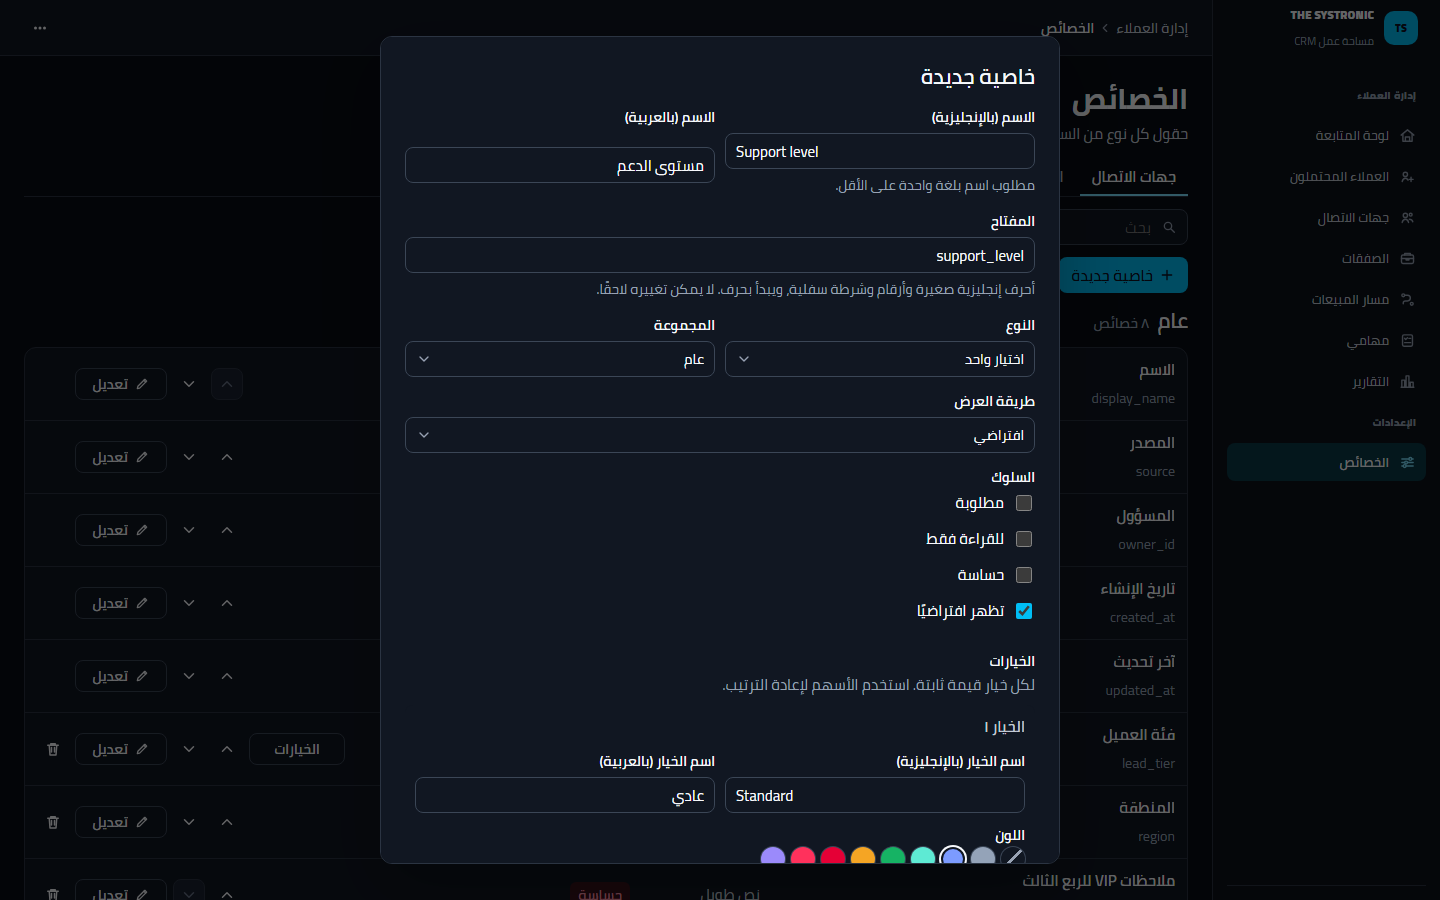 THE SYSTRONIC
TS
مساحة عمل CRM
إدارة العملاء
لوحة المتابعة
العملاء المحتملون
جهات الاتصال
الصفقات
مسار المبيعات
مهامي
التقارير
الإعدادات
الخصائص
إدارة العملاء
الخصائص
الخصائص
حقول كل نوع من
جهات الاتصال
بحث
خاصية جديدة
عام
٨ خصائص
الاسم
display_name
تعديل
المصدر
source
تعديل
المسؤول
owner_id
تعديل
تاريخ الإنشاء
created_at
تعديل
آخر تحديث
updated_at
تعديل
فئة العميل
lead_tier
الخيارات
تعديل
المنطقة
region
تعديل
ملاحظات VIP للربع الثالث
نص طويل
حساسة
تعديل
خاصية جديدة
الاسم (بالإنجليزية)
الاسم (بالعربية)
Support level
مستوى الدعم
مطلوب اسم بلغة واحدة على الأقل.
المفتاح
support_level
أحرف إنجليزية صغيرة وأرقام وشرطة سفلية، ويبدأ بحرف. لا يمكن تغييره لاحقًا.
النوع
المجموعة
اختيار واحد
عام
طريقة العرض
افتراضي
السلوك
مطلوبة
للقراءة فقط
حساسة
تظهر افتراضيًا
الخيارات
لكل خيار قيمة ثابتة. استخدم الأسهم لإعادة الترتيب.
الخيار ١
اسم الخيار (بالإنجليزية)
اسم الخيار (بالعربية)
Standard
عادي
اللون